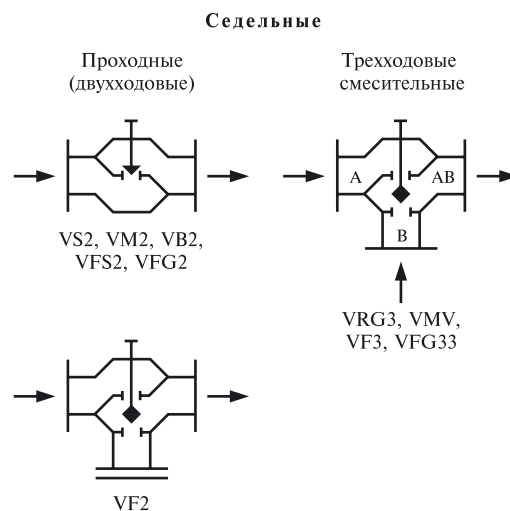 Седельные
Проходные
(двухходовые)
Трехходовые
смесительные
A
AB
B
VS2, VM2, VB2,
VFS2, VFG2
VRG3, VMV,
VF3, VFG33
VF2